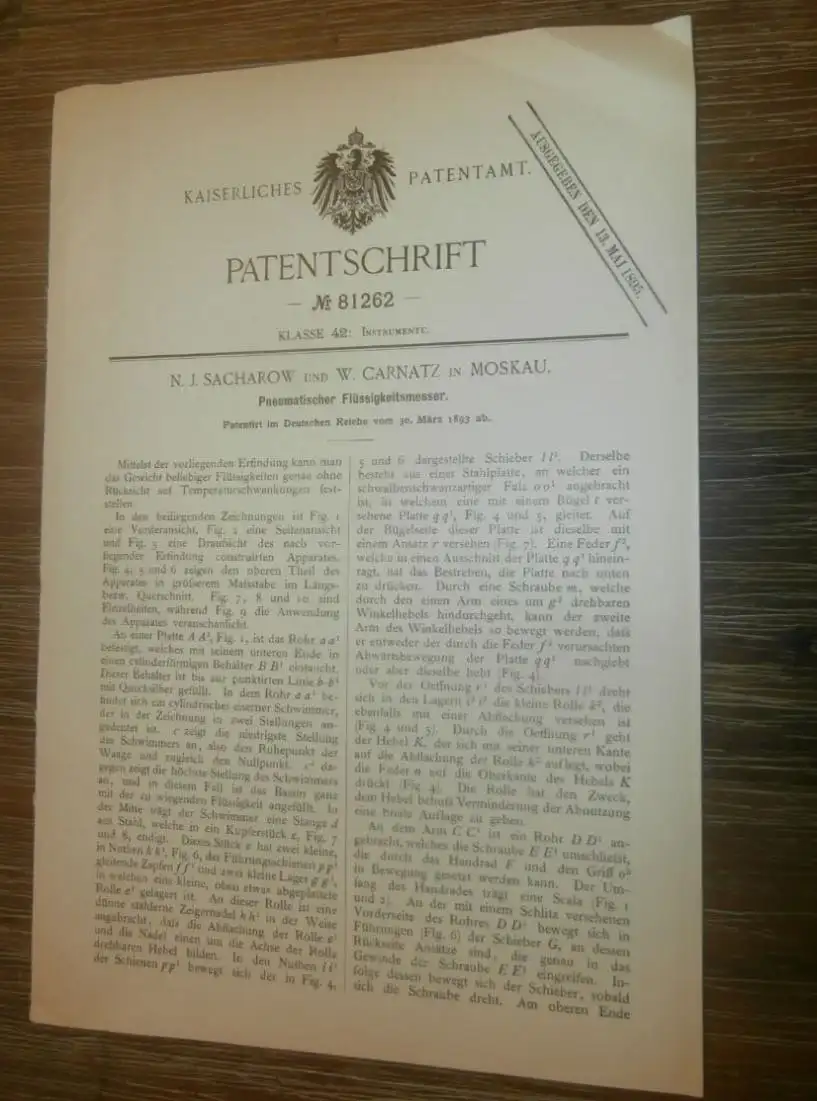 KAISERLICHES PATENTAMT.
AUSGEGEBEN DEN 13. MAI 1895.
PATENTSCHRIFT
— № 81262 —
KLASSE 42: INSTRUMENTE.
N. J. SACHAROW UND W. CARNATZ IN MOSKAU.
Pneumatischer Flüssigkeitsmesser.
Patentirt im Deutschen Reiche vom 30. März 1893 ab.
Mittelst der vorliegenden Erfindung kann man
das Gewicht beliebiger Flüssigkeiten genau ohne
Rücksicht auf Temperaturschwankungen fest-
stellen.
In den beiliegenden Zeichnungen ist Fig. 1
eine Vorderansicht, Fig. 2 eine Seitenansicht
und Fig. 3 eine Draufsicht des nach vor-
liegender Erfindung construirten Apparates.
Fig. 4, 5 und 6 zeigen den oberen Theil des
Apparates in größerem Maßstabe im Längs-
bezw. Querschnitt. Fig. 7, 8 und 10 sind
Einzelheiten, während Fig. 9 die Anwendung
des Apparates veranschaulicht.
An einer Platte A A¹, Fig. 1, ist das Rohr a a¹
befestigt, welches mit seinem unteren Ende in
einen cylinderförmigen Behälter B B¹ eintaucht.
Dieser Behälter ist bis zur punktirten Linie b b¹
mit Quecksilber gefüllt. In dem Rohr a a¹ be-
findet sich ein cylindrisches eiserner Schwimmer,
der in der Zeichnung in zwei Stellungen an-
gedeutet ist. c zeigt die niedrigste Stellung
des Schwimmers an, also den Ruhepunkt der
Waage und zugleich den Nullpunkt. c¹ da-
gegen zeigt die höchste Stellung des Schwimmers
an, und in diesem Fall ist das Bassin ganz
mit der zu wiegenden Flüssigkeit angefüllt. In
der Mitte trägt der Schwimmer eine Stange d
aus Stahl, welche in ein Kupferstück e, Fig. 7
und 8, endigt. Dieses Stück e hat zwei kleine,
in Nuthen k k¹, Fig. 6, der Führungsschienen p p¹
gleitende Zapfen f f¹ und zwei kleine Lager g g¹,
in welchen eine kleine, oben etwas abgeplattete
Rolle e¹ gelagert ist. An dieser Rolle ist eine
dünne stählerne Zeigernadel h h¹ in der Weise
angebracht, daß die Abflachung der Rolle e¹
und die Nadel einen um die Achse der Rolle
drehbaren Hebel bilden. In den Nuthen i i¹
der Schienen p p¹ bewegt sich der in Fig. 4,
5 und 6 dargestellte Schieber l l¹. Derselbe
besteht aus einer Stahlplatte, an welcher ein
schwalbenschwanzartiger Falz o o¹ angebracht
ist, in welchem eine mit einem Bügel t ver-
sehene Platte q q¹, Fig. 4 und 5, gleitet. Auf
der Bügelseite dieser Platte ist dieselbe mit
einem Ansatz r versehen (Fig. 7). Eine Feder f²,
welche in einen Ausschnitt der Platte q q¹ hinein-
ragt, hat das Bestreben, die Platte nach unten
zu drücken. Durch eine Schraube m, welche
durch den einen Arm eines um g² drehbaren
Winkelhebels hindurchgeht, kann der zweite
Arm des Winkelhebels so bewegt werden, daß
er entweder der durch die Feder f² verursachten
Abwärtsbewegung der Platte q q¹ nachgiebt
oder aber dieselbe hebt (Fig. 4).
Vor der Oeffnung r¹ des Schiebers l l¹ dreht
sich in den Lagern i² i³ die kleine Rolle k², die
ebenfalls mit einer Abflachung versehen ist
(Fig. 4 und 5). Durch die Oeffnung r¹ geht
der Hebel K, der sich mit seiner unteren Kante
auf die Abflachung der Rolle k² auflegt, wobei
die Feder n auf die Oberkante des Hebels K
drückt (Fig. 4). Die Rolle hat den Zweck,
dem Hebel behufs Verminderung der Abnutzung
eine breite Auflage zu geben.
An dem Arm C C¹ ist ein Rohr D D¹ an-
gebracht, welches die Schraube E E¹ umschließt,
die durch das Handrad F und den Griff o²
in Bewegung gesetzt werden kann. Der Um-
fang des Handrades trägt eine Scala (Fig. 1
und 2). An der mit einem Schlitz versehenen
Vorderseite des Rohres D D¹ bewegt sich in
Führungen (Fig. 6) der Schieber G, an dessen
Rückseite Ansätze sind, die genau in das
Gewinde der Schraube E E¹ eingreifen. In-
folge dessen bewegt sich der Schieber, sobald
sich die Schraube dreht. Am oberen Ende